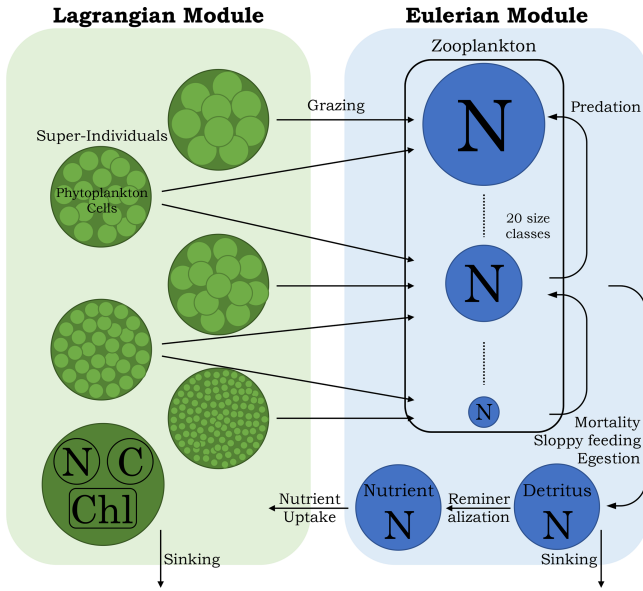 Lagrangian Module
Eulerian Module
Zooplankton
N
Grazing
Predation
Super-Individuals
Phytoplankton
Cells
20 size
classes
N
N
Mortality
Sloppy feeding
Egestion
N C
Chl
Nutrient
Uptake
Nutrient
N
Reminer
alization
Detritus
N
Sinking
Sinking